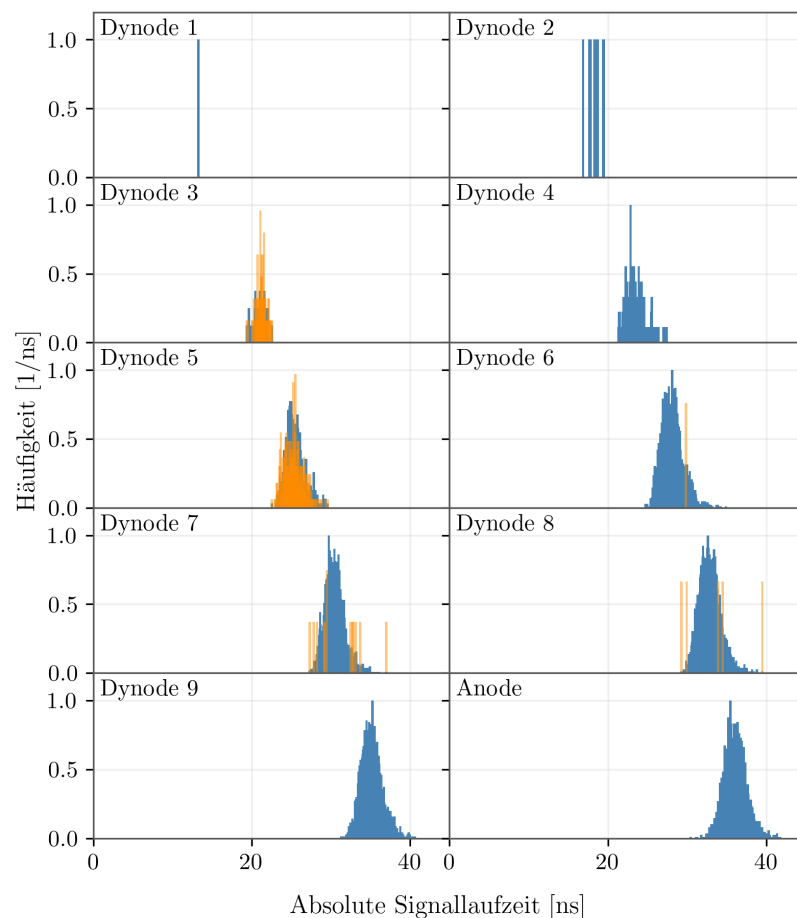 Dynode 1
Dynode 2
1.0
0.5
0.0
Dynode 3
Dynode 4
1.0
0.5
0.0
Dynode 5
Dynode 6
1.0
0.5
0.0
Dynode 7
Dynode 8
1.0
0.5
0.0
Dynode 9
Anode
1.0
0.5
0.0
0 20 40 0 20 40
Häufigkeit [1/ns]
Absolute Signallaufzeit [ns]